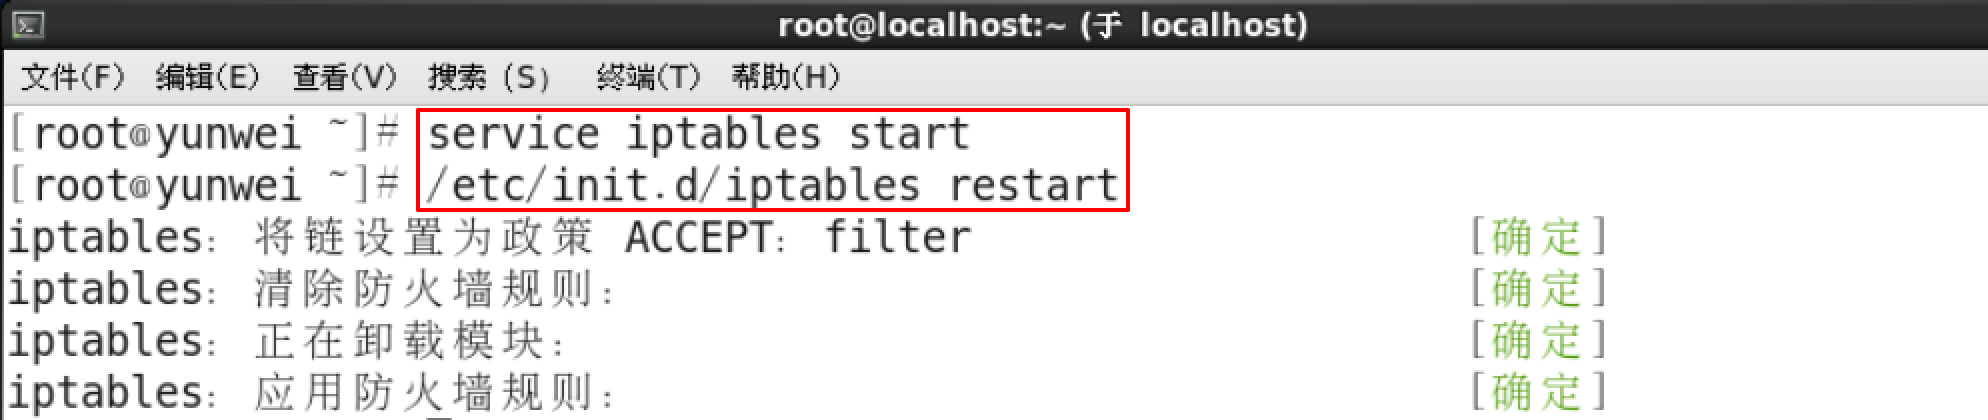 root@localhost:~ (于 localhost)
文件(F) 编辑(E) 查看(V) 搜索 (S) 终端(T) 帮助(H)
[root@yunwei ~]# service iptables start
[root@yunwei ~]# /etc/init.d/iptables restart
iptables: 将链设置为政策 ACCEPT: filter [确定]
iptables: 清除防火墙规则: [确定]
iptables: 正在卸载模块: [确定]
iptables: 应用防火墙规则: [确定]